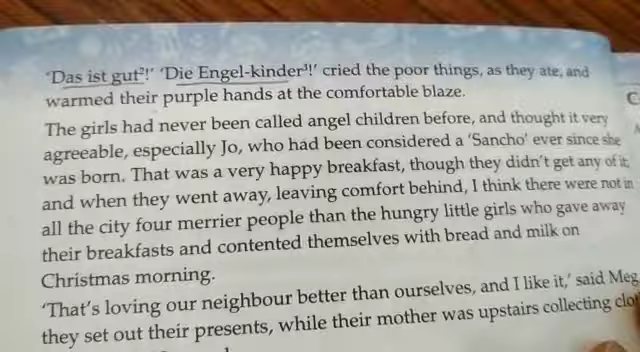 'Das ist gut²!' 'Die Engel-kinder³!' cried the poor things, as they ate, and
warmed their purple hands at the comfortable blaze.
The girls had never been called angel children before, and thought it very
agreeable, especially Jo, who had been considered a 'Sancho' ever since she
was born. That was a very happy breakfast, though they didn't get any of it;
and when they went away, leaving comfort behind, I think there were not in
all the city four merrier people than the hungry little girls who gave away
their breakfasts and contented themselves with bread and milk on
Christmas morning.
'That's loving our neighbour better than ourselves, and I like it,' said Meg
they set out their presents, while their mother was upstairs collecting
C